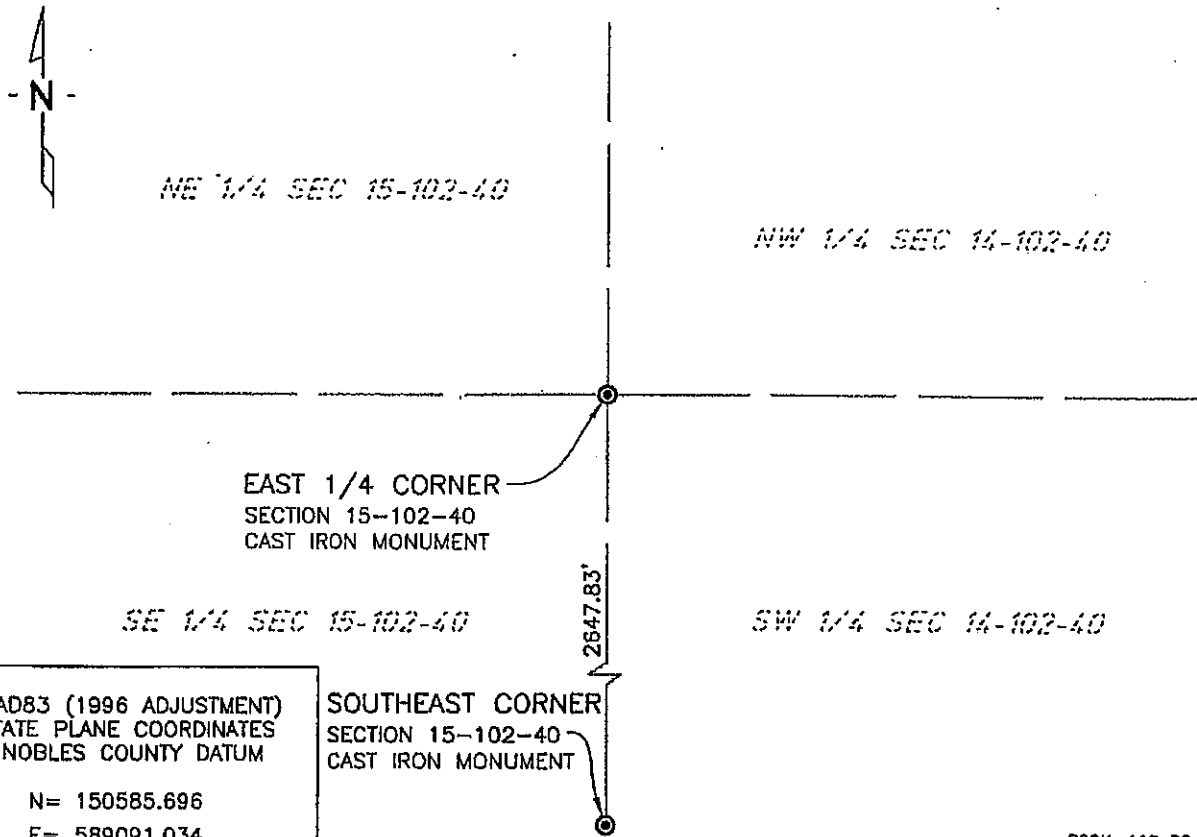 - N -
NE 1/4 SEC 15-102-40
NW 1/4 SEC 14-102-40
EAST 1/4 CORNER
SECTION 15-102-40
CAST IRON MONUMENT
2647.83'
SE 1/4 SEC 15-102-40
SW 1/4 SEC 14-102-40
AD83 (1996 ADJUSTMENT)
TATE PLANE COORDINATES
NOBLES COUNTY DATUM
N= 150585.696
E= 589091.034
SOUTHEAST CORNER
SECTION 15-102-40
CAST IRON MONUMENT